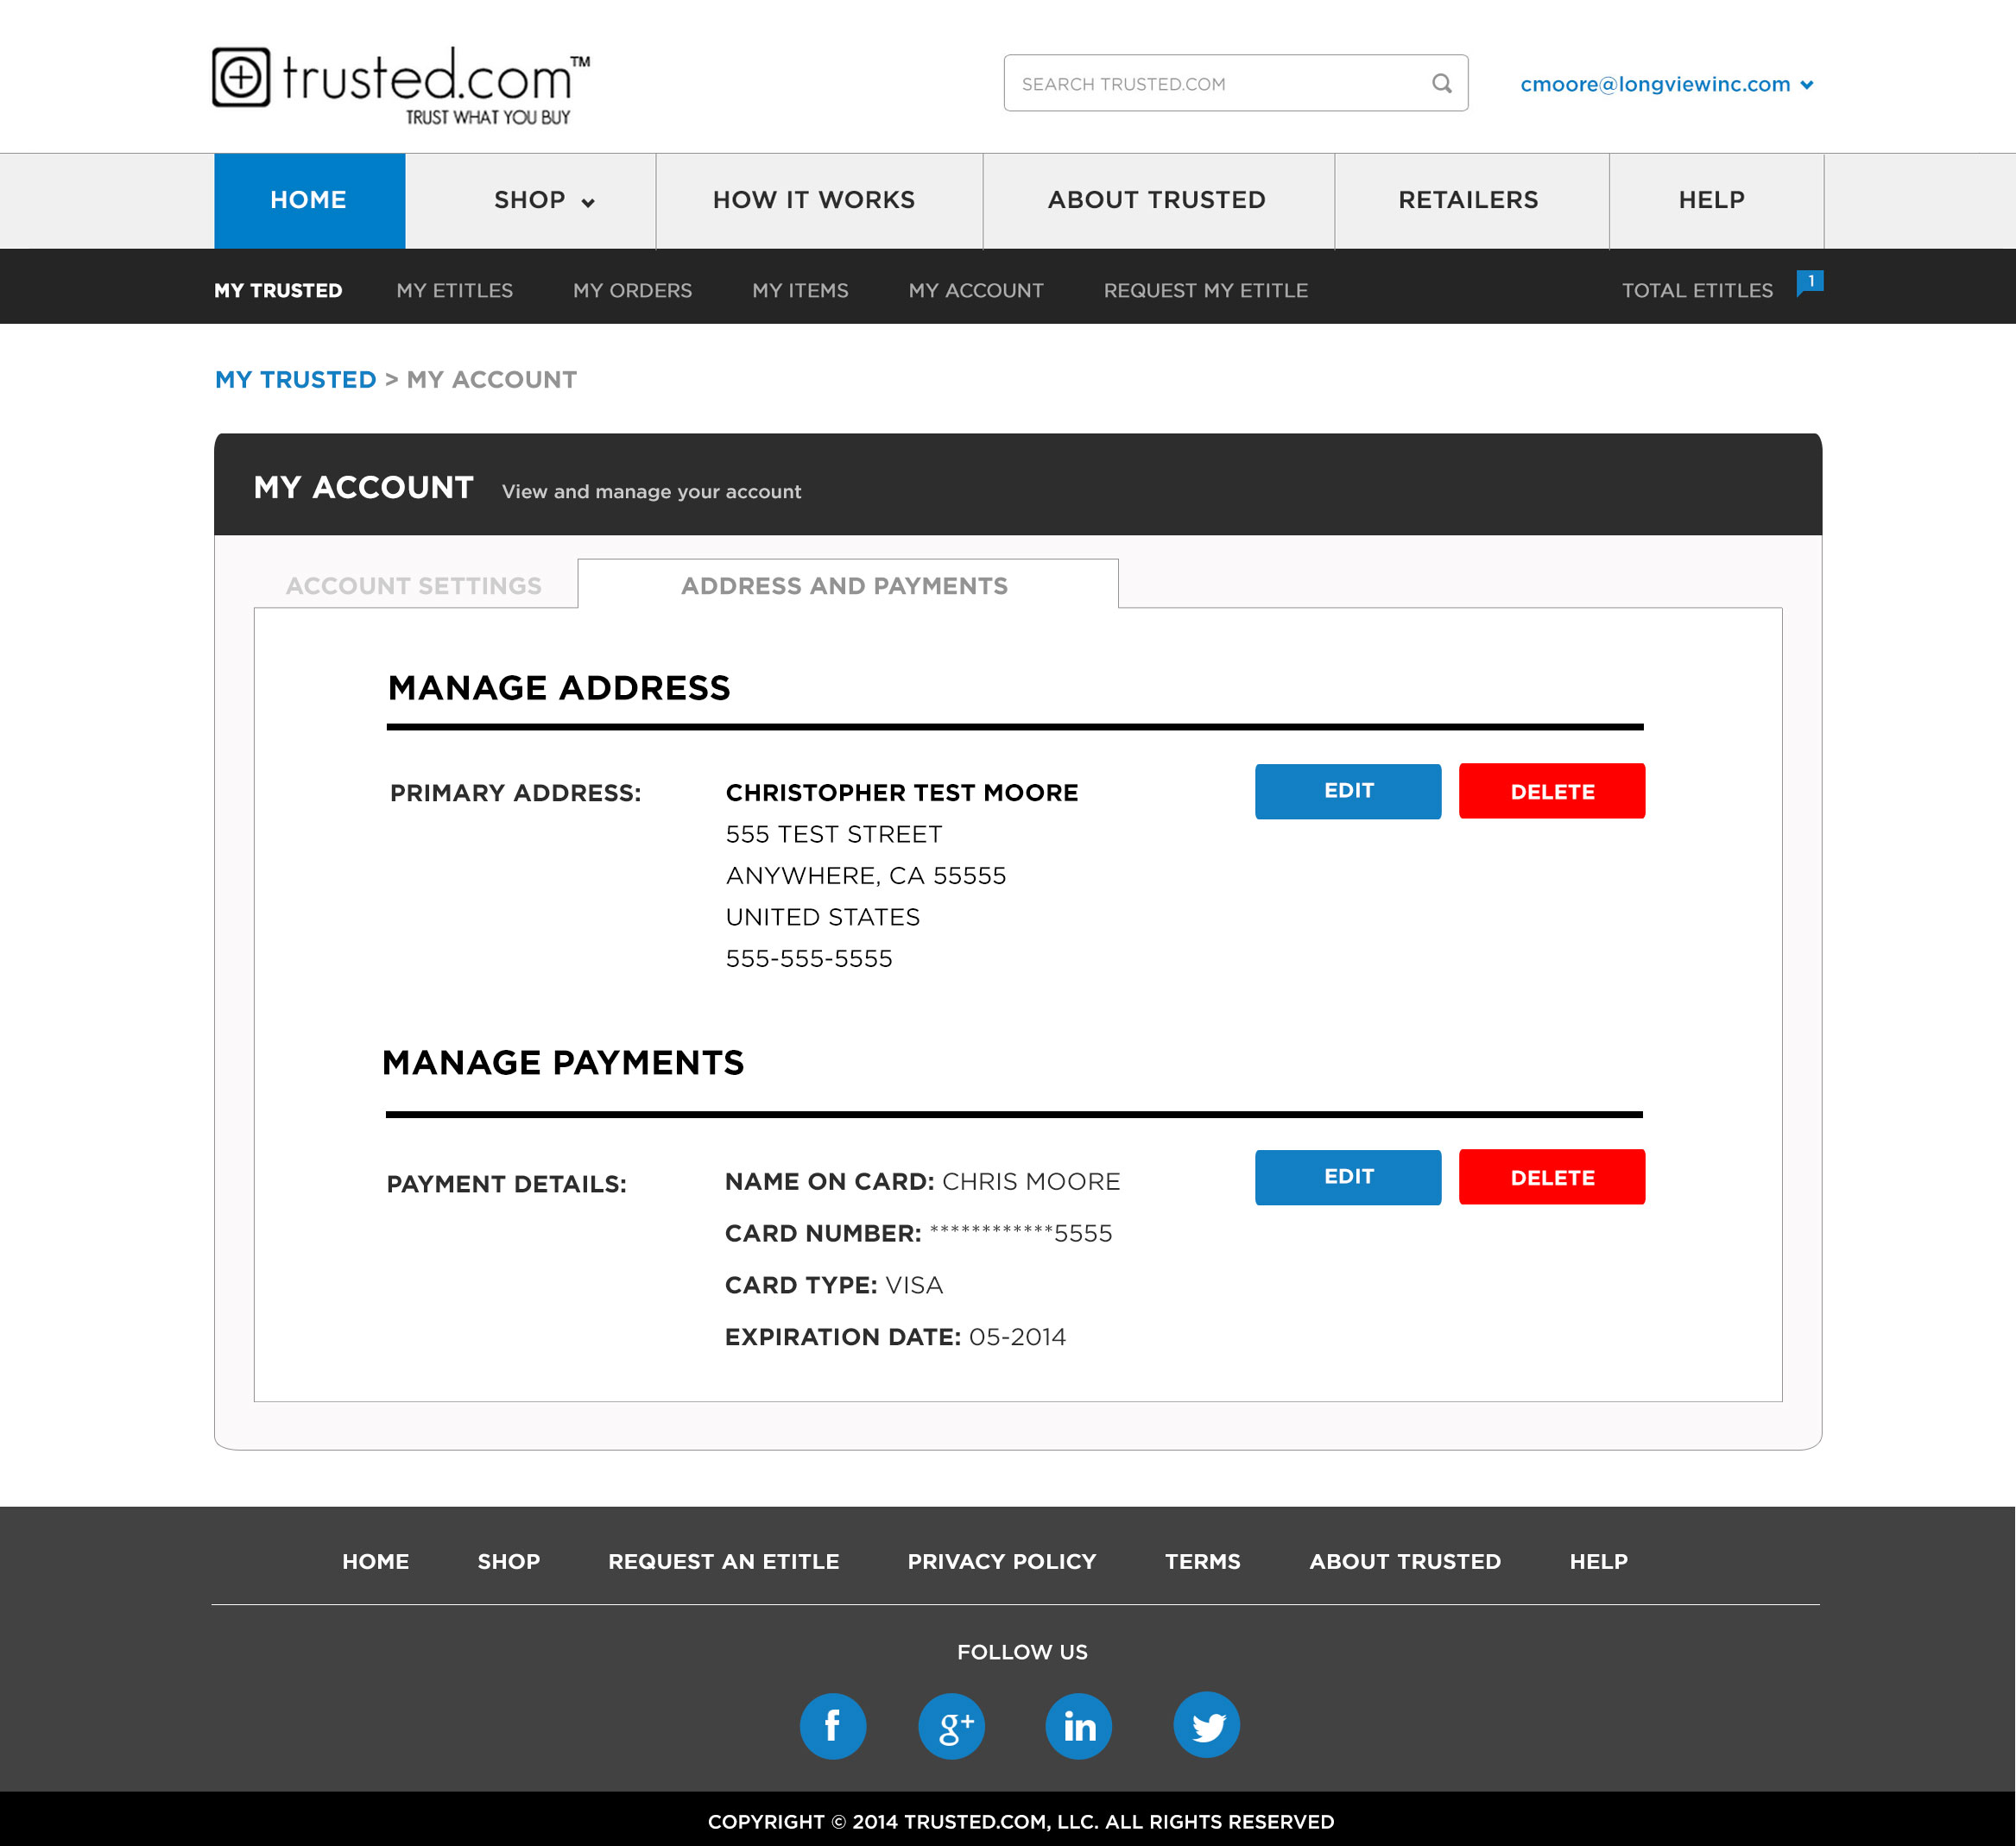 trusted.com™
TRUST WHAT YOU BUY
SEARCH TRUSTED.COM
cmoore@longviewinc.com
HOME SHOP HOW IT WORKS ABOUT TRUSTED RETAILERS HELP
MY TRUSTED MY ETITLES MY ORDERS MY ITEMS MY ACCOUNT REQUEST MY ETITLE TOTAL ETITLES 1
MY TRUSTED > MY ACCOUNT
MY ACCOUNT View and manage your account
ACCOUNT SETTINGS ADDRESS AND PAYMENTS
MANAGE ADDRESS
PRIMARY ADDRESS: CHRISTOPHER TEST MOORE EDIT DELETE
555 TEST STREET
ANYWHERE, CA 55555
UNITED STATES
555-555-5555
MANAGE PAYMENTS
PAYMENT DETAILS: NAME ON CARD: CHRIS MOORE EDIT DELETE
CARD NUMBER: ************5555
CARD TYPE: VISA
EXPIRATION DATE: 05-2014
HOME SHOP REQUEST AN ETITLE PRIVACY POLICY TERMS ABOUT TRUSTED HELP
FOLLOW US
f g+ in
COPYRIGHT © 2014 TRUSTED.COM, LLC. ALL RIGHTS RESERVED